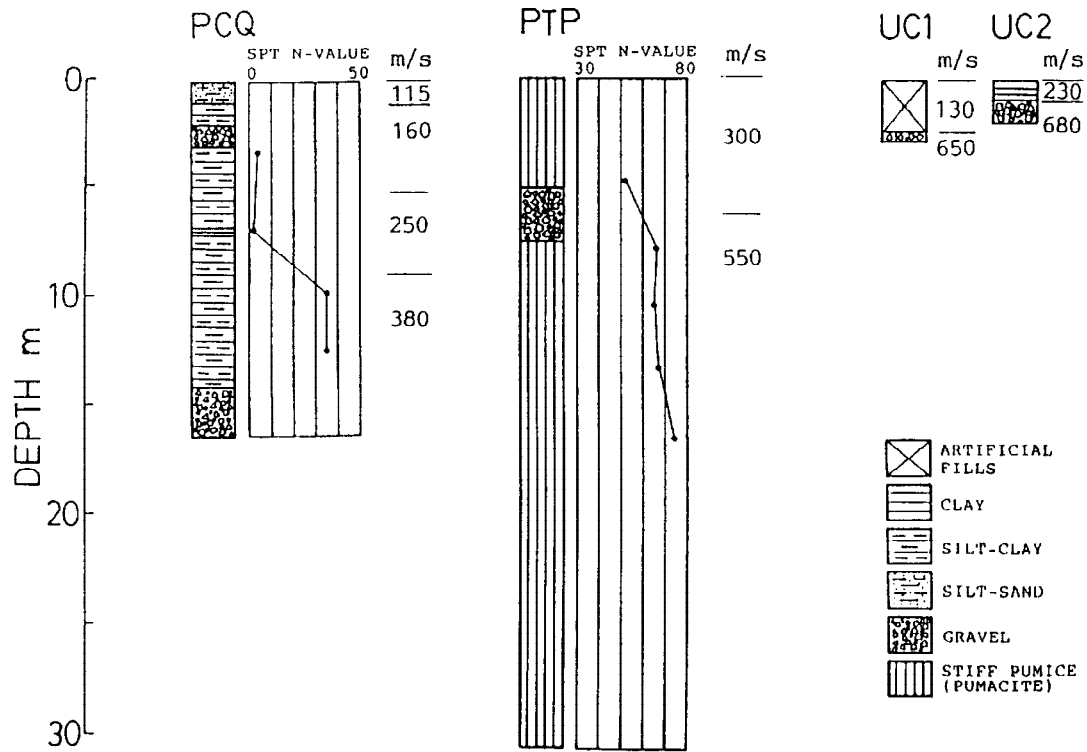 PCQ
PTP
UC1
UC2
SPT N-VALUE
0 50
m/s
SPT N-VALUE
30 80
m/s
m/s
m/s
0
10
20
30
DEPTH m
115
160
250
380
300
550
130
650
230
680
ARTIFICIAL
FILLS
CLAY
SILT-CLAY
SILT-SAND
GRAVEL
STIFF PUMICE
(PUMACITE)